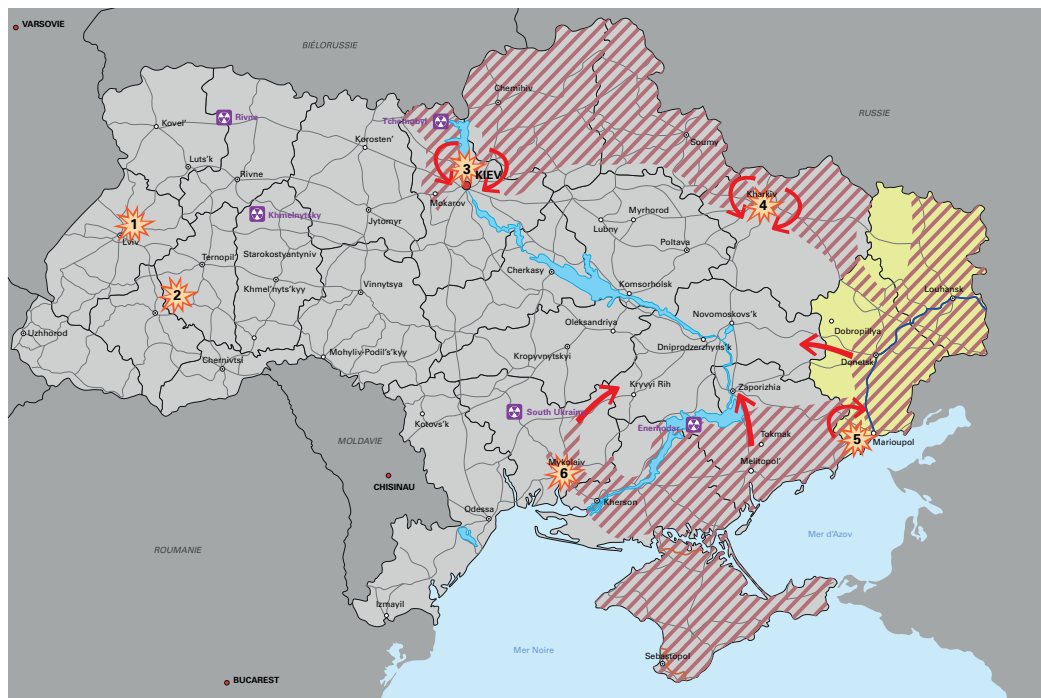 VARSOVIE
BIÉLORUSSIE
RUSSIE
Chernihiv
Kovel'
Rivne
Tchernobyl
Korosten'
Soumy
Luts'k
Rivne
3
KIEV
Kharkiv
4
Mokarov
Khmelnytsky
Jytomyr
Myrhorod
Lubny
1
Lviv
Poltava
Starokostyantyniv
Ternopil'
Cherkasy
2
Khmel'nyts'kyy
Vinnytsya
Komsorhoisk
Louhansk
Novomoskovs'k
Oleksandriya
Dobropillya
Uzhhorod
Dniprodzerzhyns'k
Mohyliv-Podil's'kyy
Kropyvnytskyi
Chernivtsi
Donetsk
Kryvyi Rih
Zaporizhia
South Ukraine
Kotovs'k
Enerhodar
Tokmak
5
Marioupol
MOLDAVIE
Mykolaiv
6
Melitopol'
CHISINAU
Kherson
Odessa
Mer d'Azov
ROUMANIE
Izmayil
Mer Noire
Sebastopol
BUCAREST